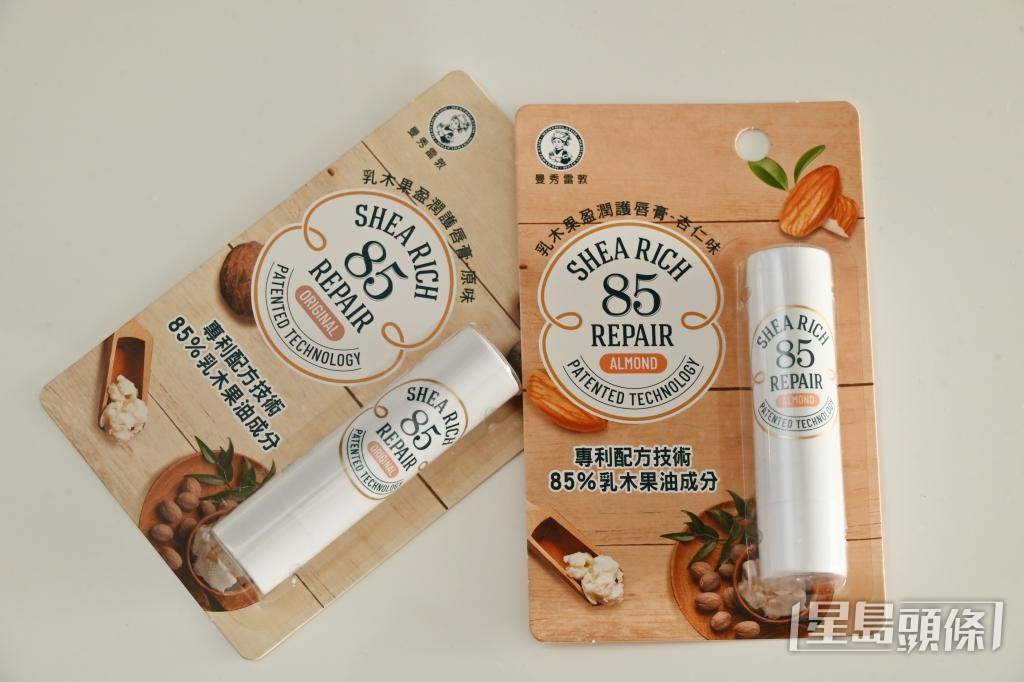 曼秀雷敦
乳木果盈潤護唇膏 原味
SHEA RICH
85
REPAIR
ORIGINAL
PATENTED TECHNOLOGY
專利配方技術
85%乳木果油成分
SHEA RICH
85
REPAIR
ORIGINAL
PATENTED TECHNOLOGY
曼秀雷敦
乳木果盈潤護唇膏-杏仁味
SHEA RICH
85
REPAIR
ALMOND
PATENTED TECHNOLOGY
專利配方技術
85%乳木果油成分
SHEA RICH
85
REPAIR
ALMOND
PATENTED TECHNOLOGY
星島頭條